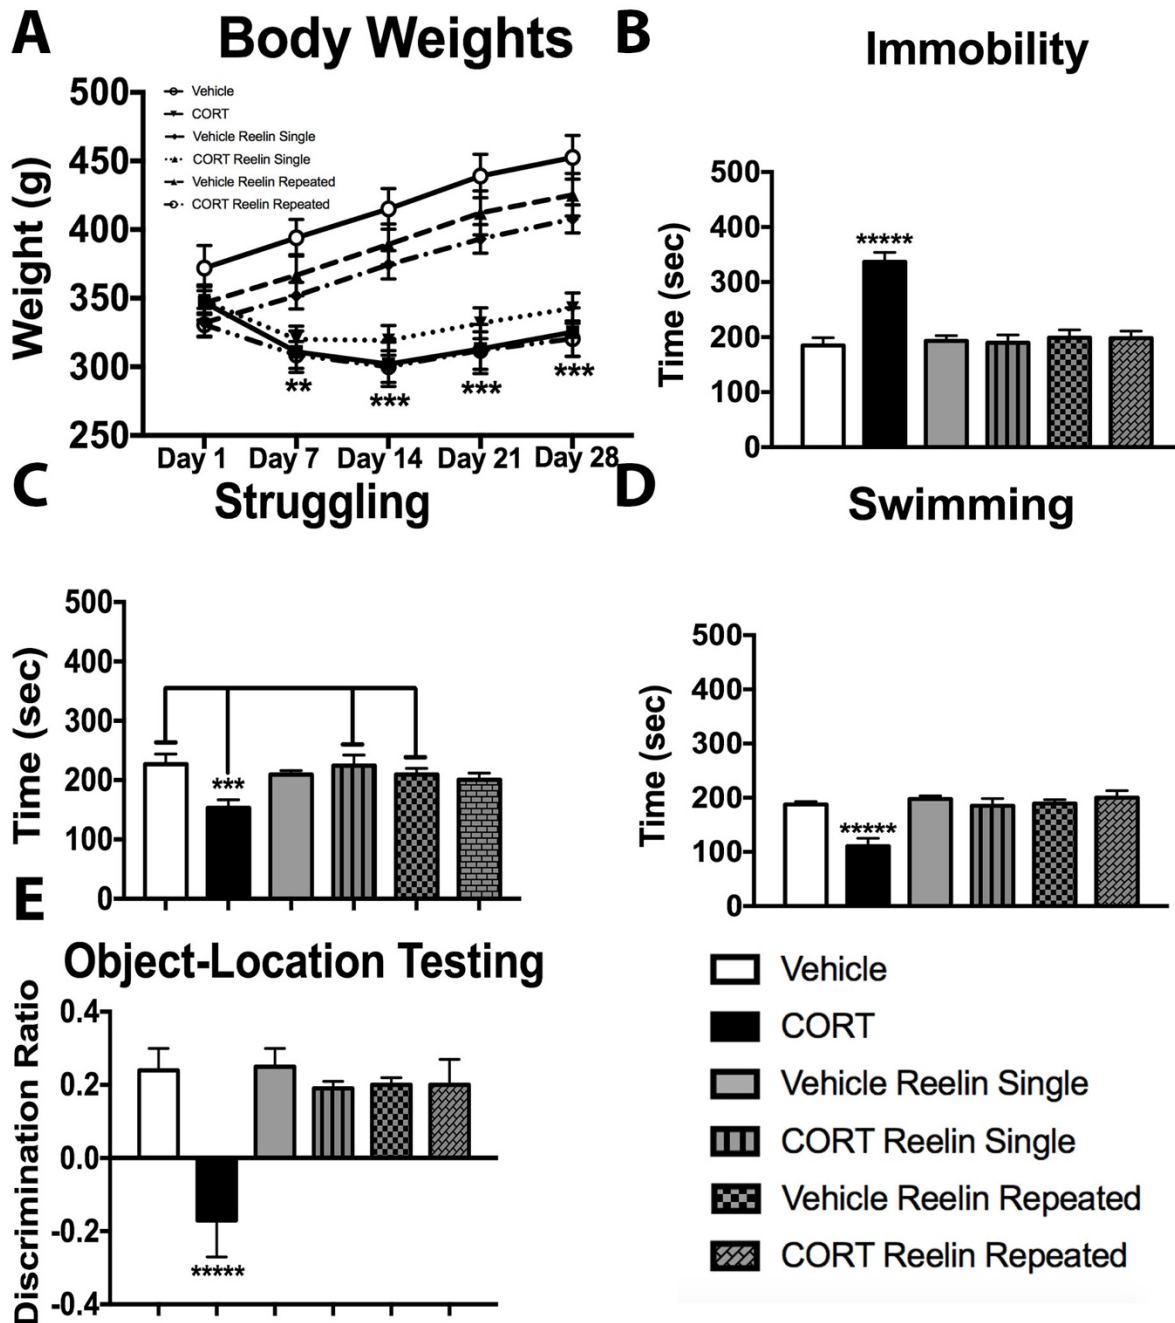 A
Body Weights
Weight (g)
500
450
400
350
300
250
Vehicle
CORT
Vehicle Reelin Single
CORT Reelin Single
Vehicle Reelin Repeated
CORT Reelin Repeated
**
***
***
***
Day 1 Day 7 Day 14 Day 21 Day 28
B
Immobility
Time (sec)
500
400
300
200
100
0
*****
C
Struggling
Time (sec)
500
400
300
200
100
0
***
D
Swimming
Time (sec)
500
400
300
200
100
0
*****
E
Object-Location Testing
Discrimination Ratio
0.4
0.2
0.0
-0.2
-0.4
*****
Vehicle
CORT
Vehicle Reelin Single
CORT Reelin Single
Vehicle Reelin Repeated
CORT Reelin Repeated